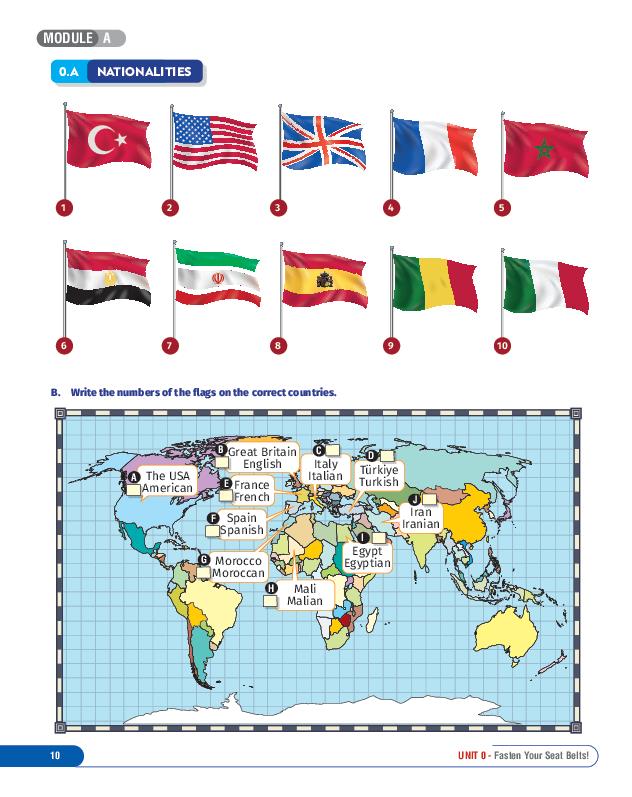 MODULE A
0.A NATIONALITIES
1 2 3 4 5
6 7 8 9 10
B. Write the numbers of the flags on the correct countries.
A The USA
American
B Great Britain
English
C Italy
Italian
D Türkiye
Turkish
E France
French
F Spain
Spanish
G Morocco
Moroccan
H Mali
Malian
I Egypt
Egyptian
J Iran
Iranian
10
UNIT 0 - Fasten Your Seat Belts!